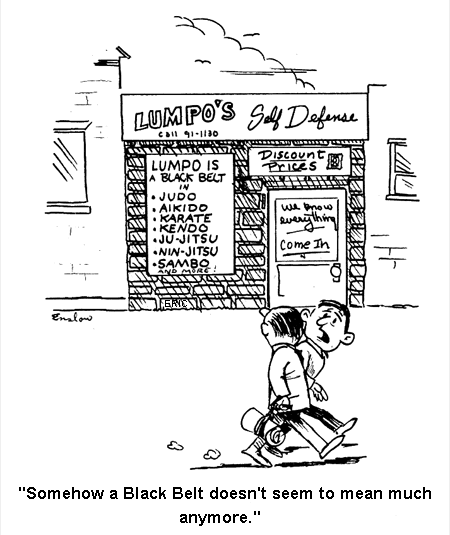 LUMPO'S Self Defense
Call 91-1130
LUMPO IS
A BLACK BELT
IN
• JUDO
• AIKIDO
• KARATE
• KENDO
• JU-JITSU
• NIN-JITSU
• SAMBO
AND MORE!
Discount
Prices
We know
everything
Come In
ERIC
Enslow
"Somehow a Black Belt doesn't seem to mean much
anymore."